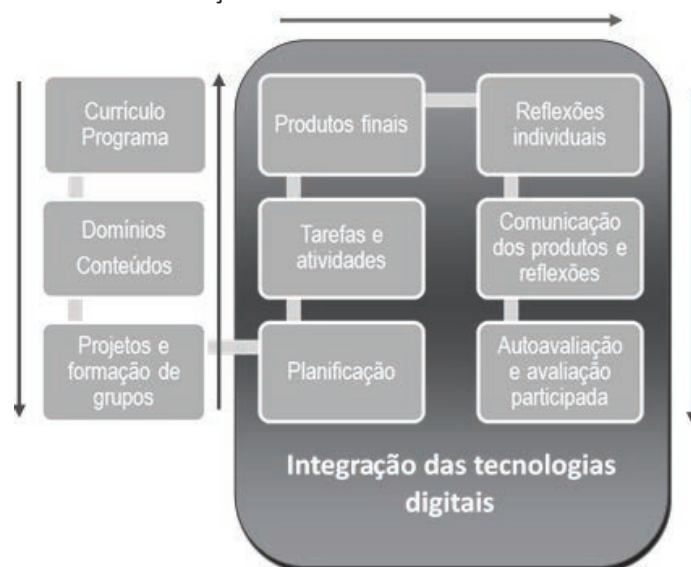 Currículo
Programa
Domínios
Conteúdos
Projetos e
formação de
grupos
Planificação
Tarefas e
atividades
Produtos finais
Reflexões
individuais
Comunicação
dos produtos e
reflexões
Autoavaliação
e avaliação
participada
Integração das tecnologias
digitais